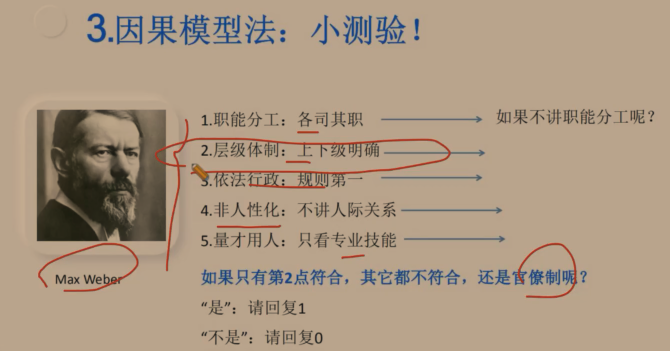 3.因果模型法：小测验！
1.职能分工：各司其职
如果不讲职能分工呢？
2.层级体制：上下级明确
3.依法行政：规则第一
4.非人性化：不讲人际关系
5.量才用人：只看专业技能
Max Weber
如果只有第2点符合，其它都不符合，还是官僚制呢？
“是”：请回复1
“不是”：请回复0